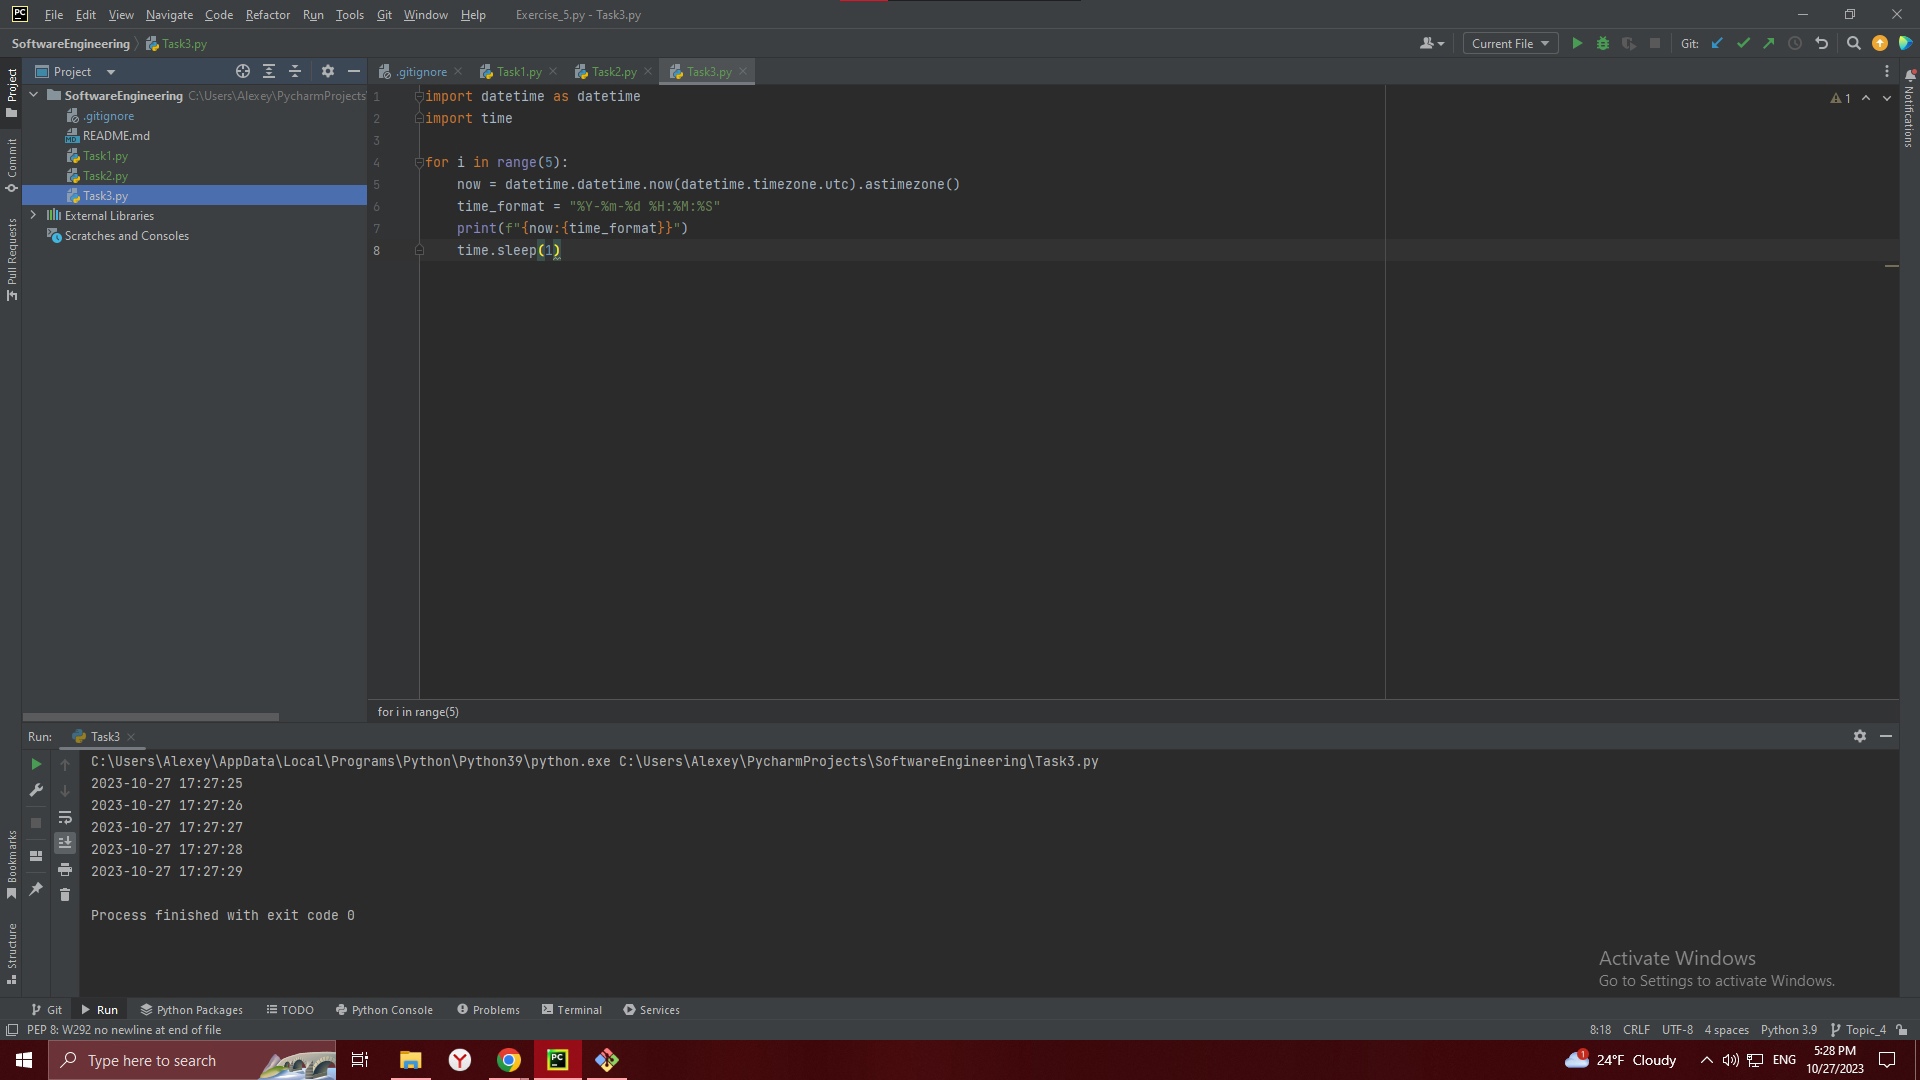 PC File Edit View Navigate Code Refactor Run Tools Git Window Help Exercise_5.py - Task3.py
SoftwareEngineering Task3.py Current File Git:
Project .gitignore Task1.py Task2.py Task3.py
SoftwareEngineering C:\Users\Alexey\PycharmProjects
.gitignore
README.md
Task1.py
Task2.py
Task3.py
External Libraries
Scratches and Consoles
Project
Commit
Pull Requests
Bookmarks
Structure
Notifications
1
1 import datetime as datetime
2 import time
3
4 for i in range(5):
5 now = datetime.datetime.now(datetime.timezone.utc).astimezone()
6 time_format = "%Y-%m-%d %H:%M:%S"
7 print(f"{now:{time_format}}")
8 time.sleep(1)
for i in range(5)
Run: Task3
C:\Users\Alexey\AppData\Local\Programs\Python\Python39\python.exe C:\Users\Alexey\PycharmProjects\SoftwareEngineering\Task3.py
2023-10-27 17:27:25
2023-10-27 17:27:26
2023-10-27 17:27:27
2023-10-27 17:27:28
2023-10-27 17:27:29
Process finished with exit code 0
Activate Windows
Go to Settings to activate Windows.
Git Run Python Packages TODO Python Console Problems Terminal Services
PEP 8: W292 no newline at end of file 8:18 CRLF UTF-8 4 spaces Python 3.9 Topic_4
Type here to search PC 1 24°F Cloudy ENG 5:28 PM
10/27/2023